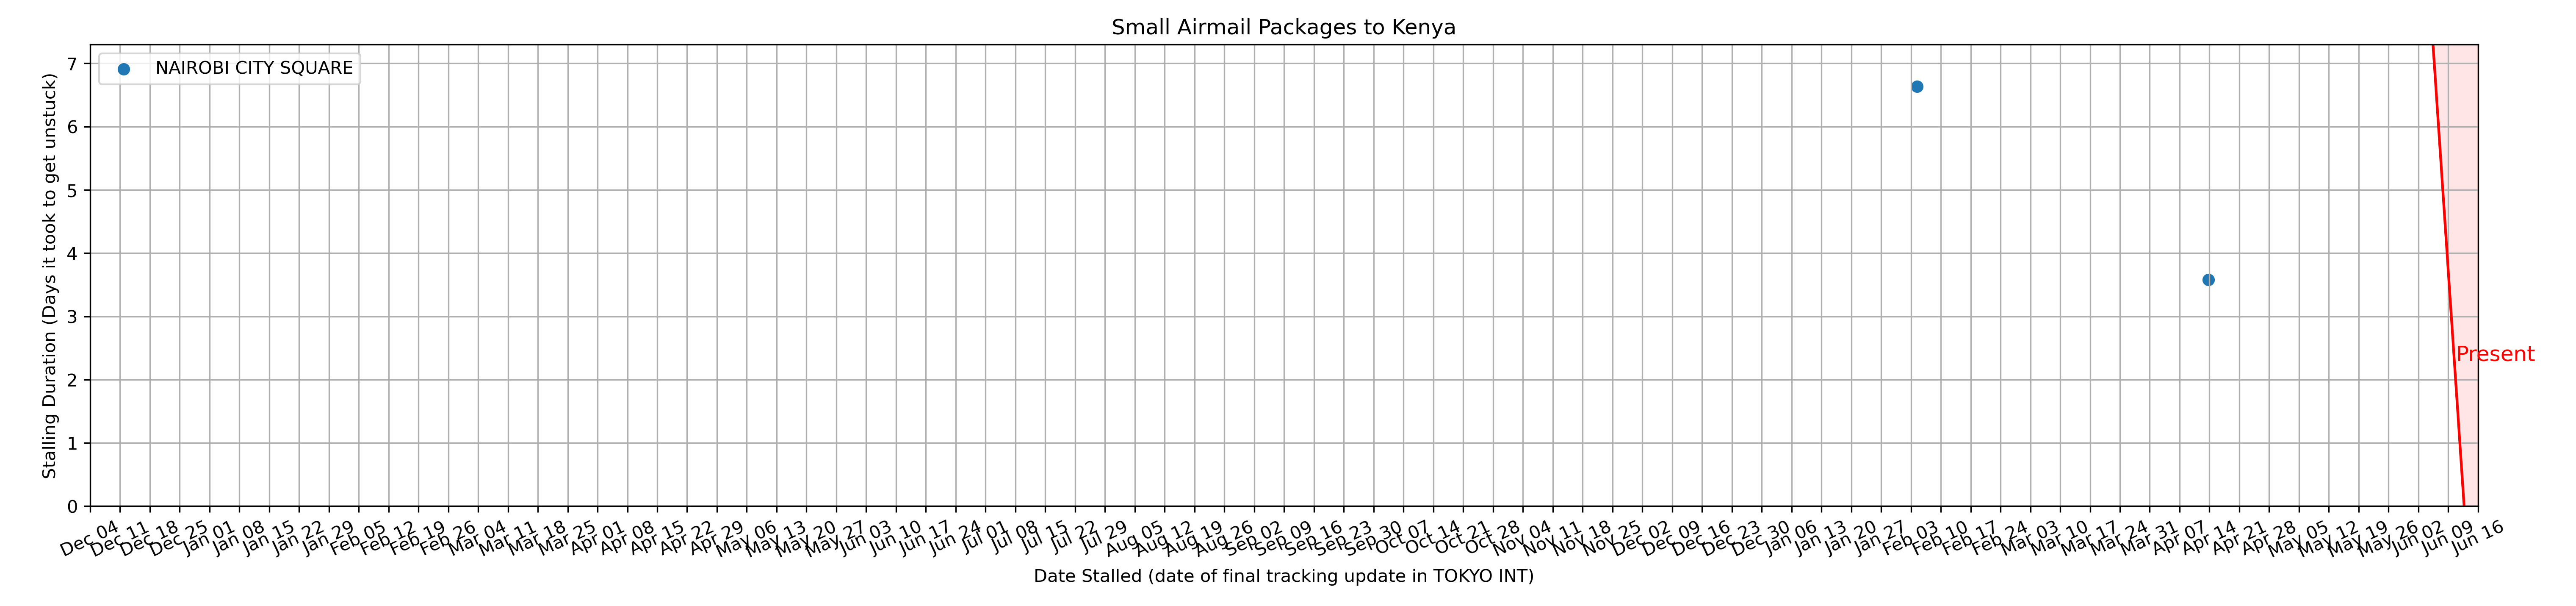 Small Airmail Packages to Kenya
NAIROBI CITY SQUARE
Stalling Duration (Days it took to get unstuck)
7
6
5
4
3
2
1
0
Present
Dec 04 Dec 11 Dec 18 Dec 25 Jan 01 Jan 08 Jan 15 Jan 22 Jan 29 Feb 05 Feb 12 Feb 19 Feb 26 Mar 04 Mar 11 Mar 18 Mar 25 Apr 01 Apr 08 Apr 15 Apr 22 Apr 29 May 06 May 13 May 20 May 27 Jun 03 Jun 10 Jun 17 Jun 24 Jul 01 Jul 08 Jul 15 Jul 22 Jul 29 Aug 05 Aug 12 Aug 19 Aug 26 Sep 02 Sep 09 Sep 16 Sep 23 Sep 30 Oct 07 Oct 14 Oct 21 Oct 28 Nov 04 Nov 11 Nov 18 Nov 25 Dec 02 Dec 09 Dec 16 Dec 23 Dec 30 Jan 06 Jan 13 Jan 20 Jan 27 Feb 03 Feb 10 Feb 17 Feb 24 Mar 03 Mar 10 Mar 17 Mar 24 Mar 31 Apr 07 Apr 14 Apr 21 Apr 28 May 05 May 12 May 19 May 26 Jun 02 Jun 09 Jun 16
Date Stalled (date of final tracking update in TOKYO INT)